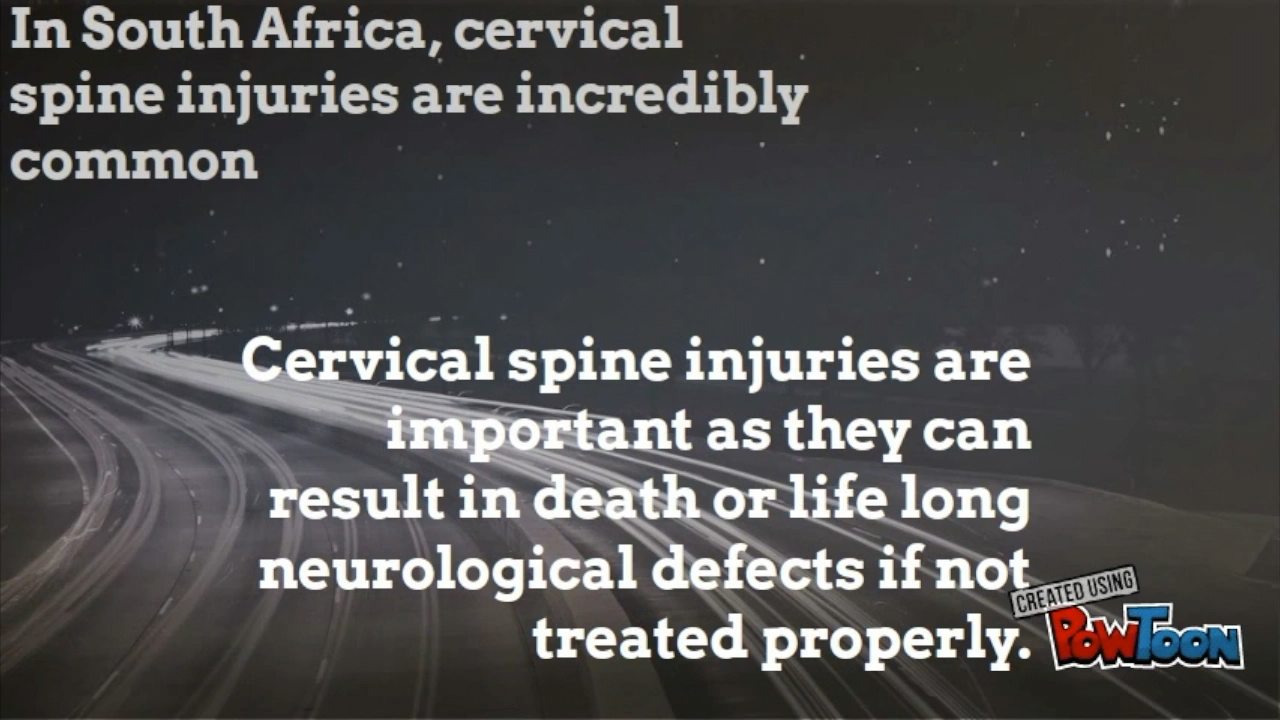 In South Africa, cervical
spine injuries are incredibly
common
Cervical spine injuries are
important as they can
result in death or life long
neurological defects if not
treated properly.
CREATED USING
POWTOON